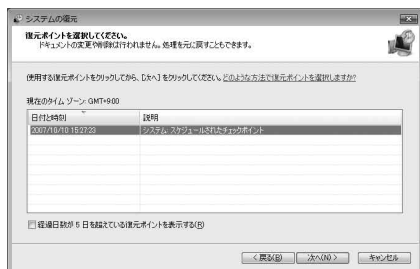 システムの復元
復元ポイントを選択してください。
ドキュメントの変更や削除は行われません。処理を元に戻すこともできます。
使用する復元ポイントをクリックしてから、[次へ] をクリックしてください。どのような方法で復元ポイントを選択しますか?
現在のタイム ゾーン: GMT+9:00
日付と時刻 説明
2007/10/10 15:27:23 システム: スケジュールされたチェックポイント
経過日数が 5 日を超えている復元ポイントを表示する(R)
< 戻る(B) 次へ(N) > キャンセル